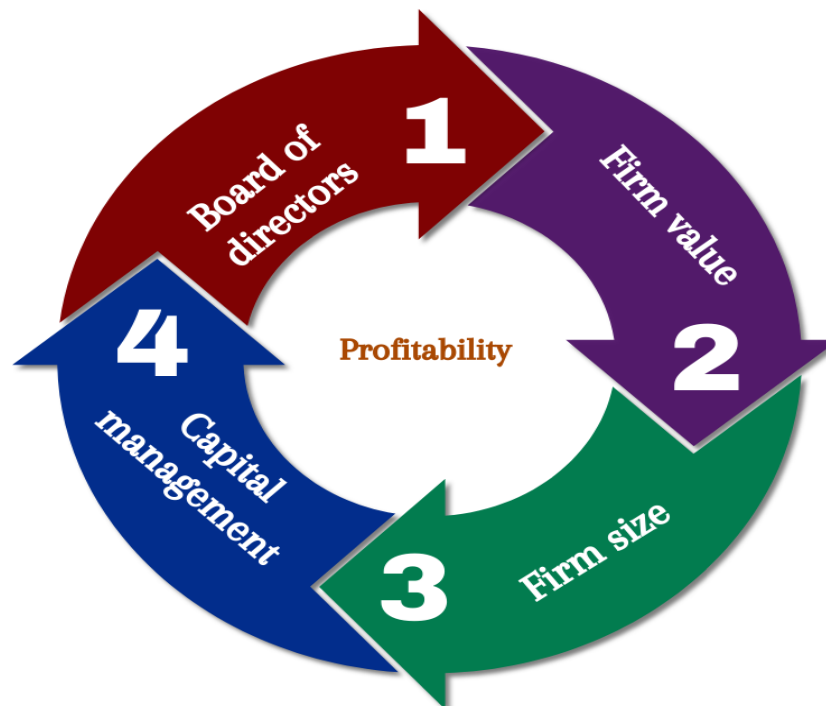 1
Board of
directors
Firm value
2
Profitability
4
Capital
management
3
Firm size